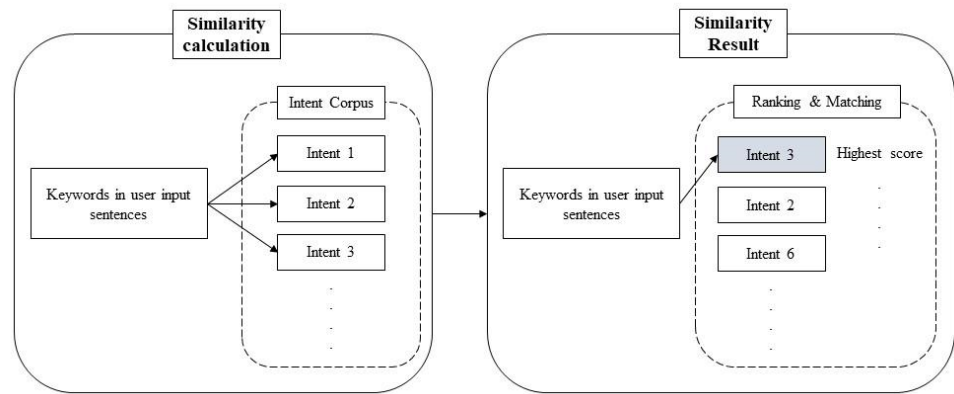 Similarity
calculation
Intent Corpus
Intent 1
Keywords in user input
sentences
Intent 2
Intent 3
.
.
.
.
Similarity
Result
Ranking & Matching
Intent 3
Highest score
Keywords in user input
sentences
Intent 2
Intent 6
.
.
.
.
.
.
.
.